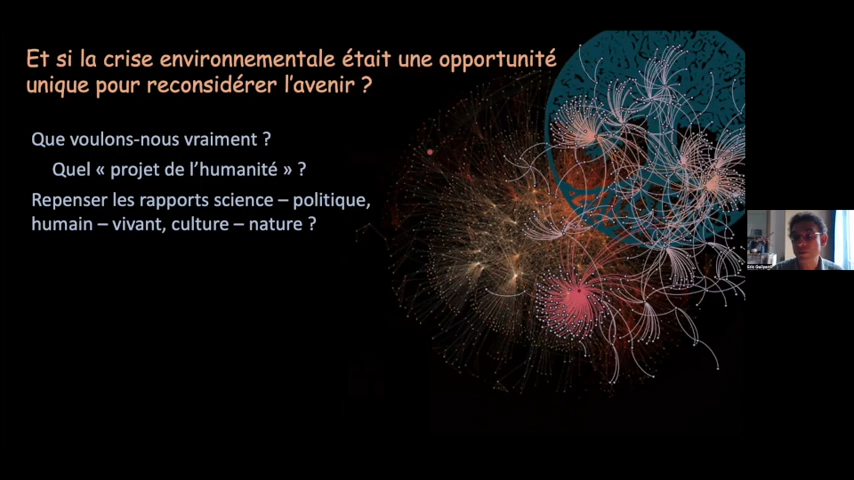 Et si la crise environnementale était une opportunité
unique pour reconsidérer l'avenir ?
Que voulons-nous vraiment ?
Quel « projet de l'humanité » ?
Repenser les rapports science – politique,
humain – vivant, culture – nature ?
Eric